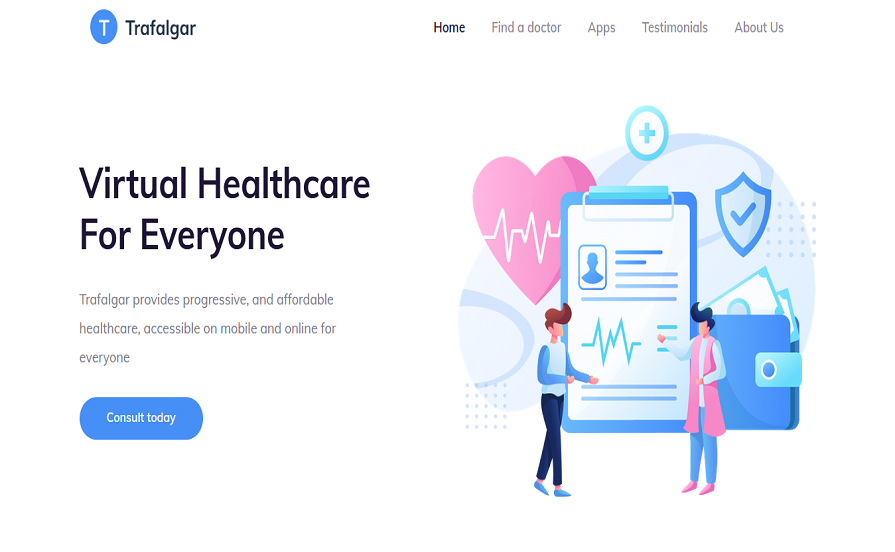 T Trafalgar
Home Find a doctor Apps Testimonials About Us
Virtual Healthcare
For Everyone
Trafalgar provides progressive, and affordable
healthcare, accessible on mobile and online for
everyone
Consult today